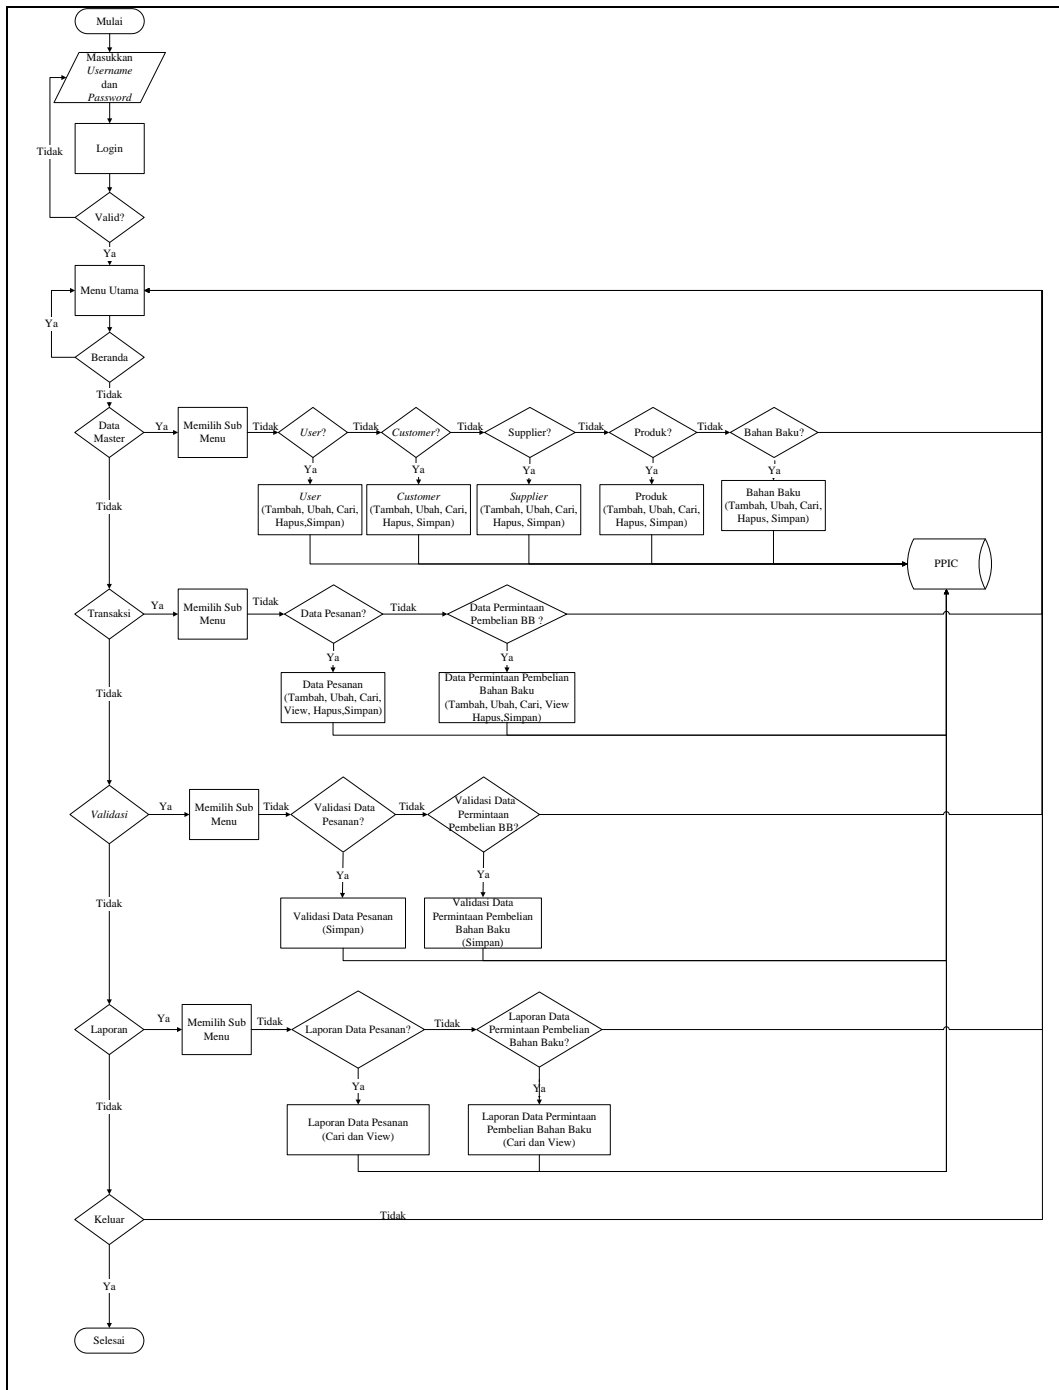 Mulai
Masukkan
Username
dan
Password
Login
Tidak
Valid?
Ya
Menu Utama
Ya
Beranda
Tidak
Data
Master
Ya
Memilih Sub
Menu
Tidak
User?
Tidak
Customer?
Tidak
Supplier?
Tidak
Produk?
Tidak
Bahan Baku?
Ya
Ya
Ya
Ya
Ya
User
(Tambah, Ubah, Cari,
Hapus,Simpan)
Customer
(Tambah, Ubah, Cari,
Hapus, Simpan)
Supplier
(Tambah, Ubah, Cari,
Hapus, Simpan)
Produk
(Tambah, Ubah, Cari,
Hapus, Simpan)
Bahan Baku
(Tambah, Ubah, Cari,
Hapus, Simpan)
Tidak
PPIC
Transaksi
Ya
Memilih Sub
Menu
Tidak
Data Pesanan?
Tidak
Data Permintaan
Pembelian BB ?
Ya
Ya
Data Pesanan
(Tambah, Ubah, Cari,
View, Hapus,Simpan)
Data Permintaan Pembelian
Bahan Baku
(Tambah, Ubah, Cari, View
Hapus,Simpan)
Tidak
Validasi
Ya
Memilih Sub
Menu
Tidak
Validasi Data
Pesanan?
Tidak
Validasi Data
Permintaan
Pembelian BB?
Ya
Ya
Validasi Data Pesanan
(Simpan)
Validasi Data
Permintaan Pembelian
Bahan Baku
(Simpan)
Tidak
Laporan
Ya
Memilih Sub
Menu
Tidak
Laporan Data Pesanan?
Tidak
Laporan Data
Permintaan Pembelian
Bahan Baku?
Ya
Ya
Laporan Data Pesanan
(Cari dan View)
Laporan Data Permintaan
Pembelian Bahan Baku
(Cari dan View)
Tidak
Keluar
Tidak
Ya
Selesai